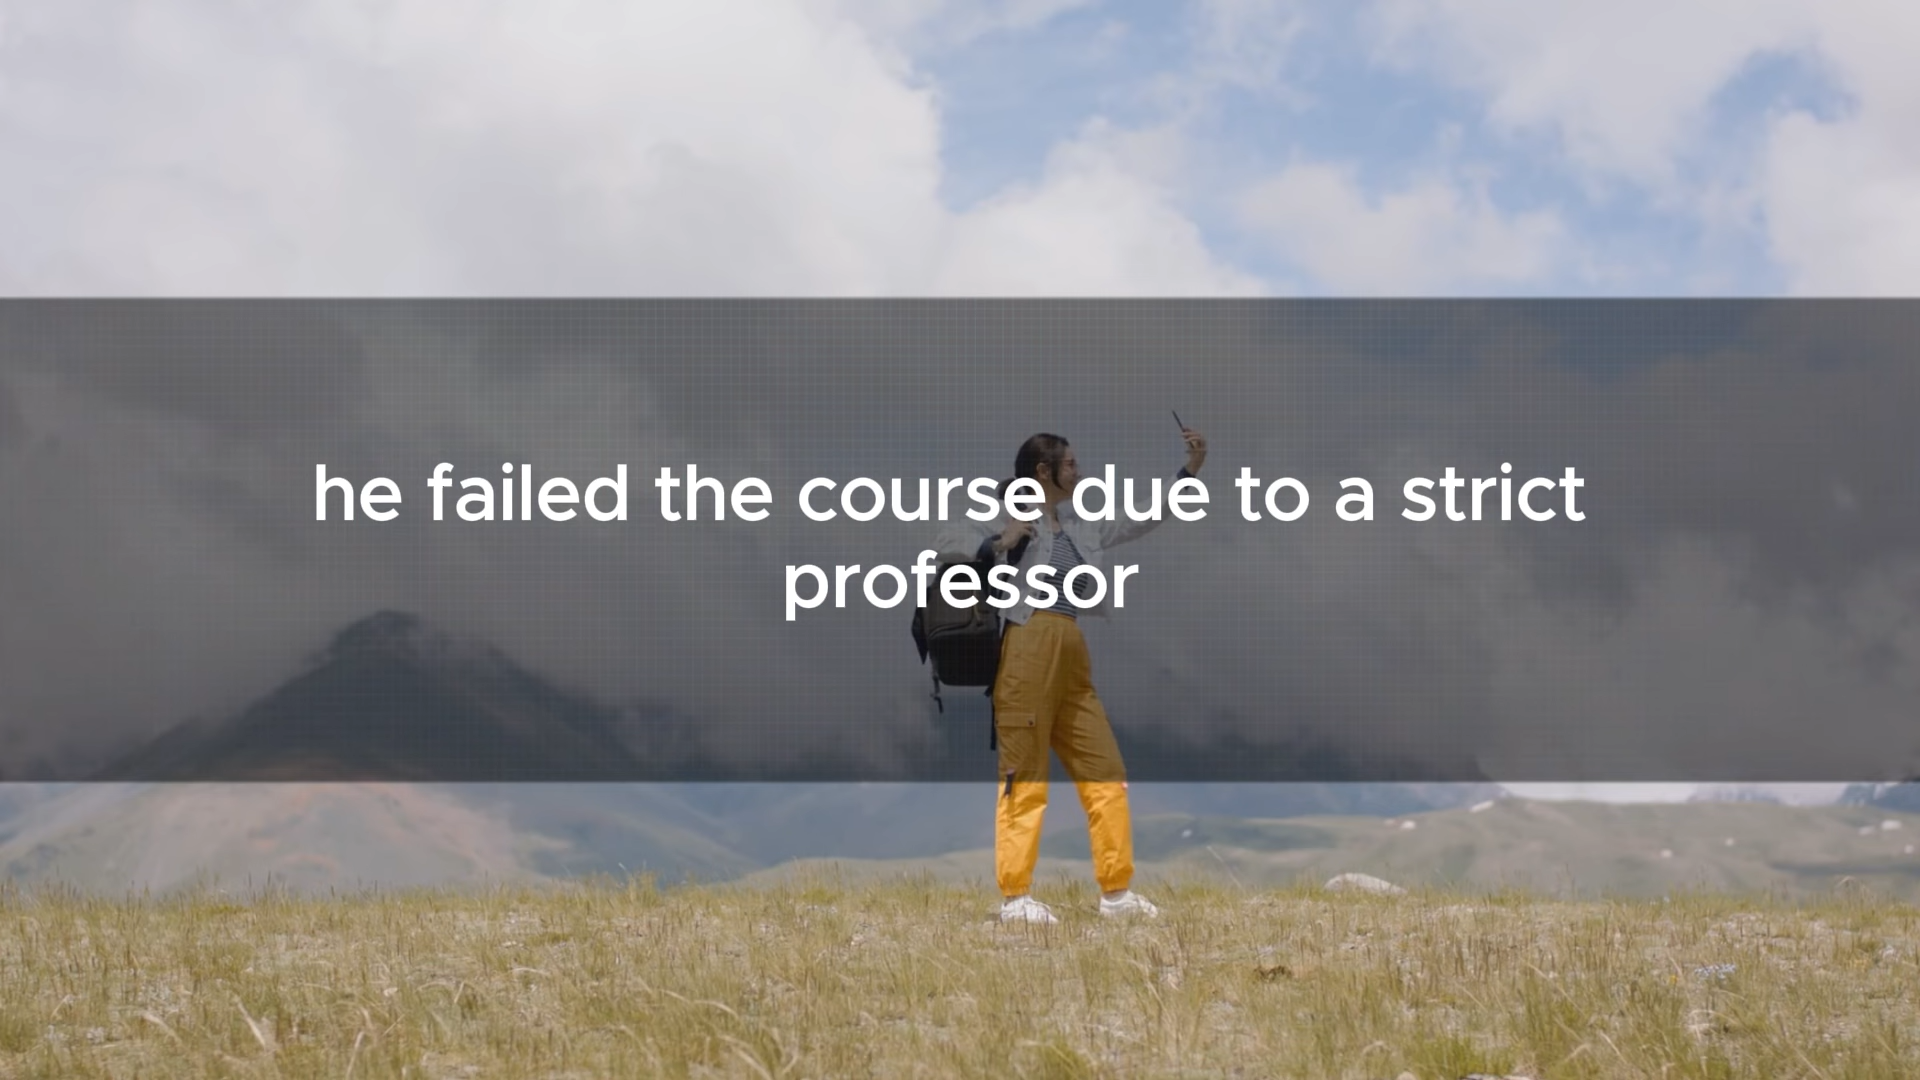 he failed the course due to a strict
professor